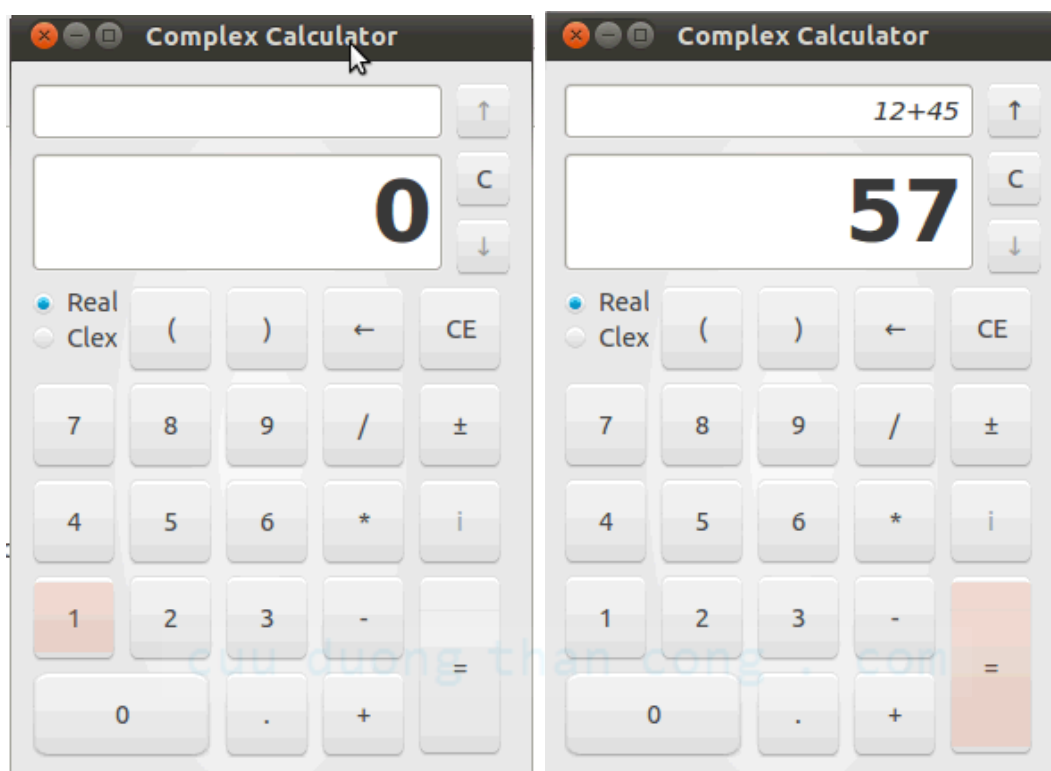 Complex Calculator
↑
0
C
↓
Real
Clex
( ) ← CE
7 8 9 / ±
4 5 6 * i
1 2 3 -
=
0 . +
Complex Calculator
12+45
↑
57
C
↓
Real
Clex
( ) ← CE
7 8 9 / ±
4 5 6 * i
1 2 3 -
=
0 . +
cuu duong than cong . com